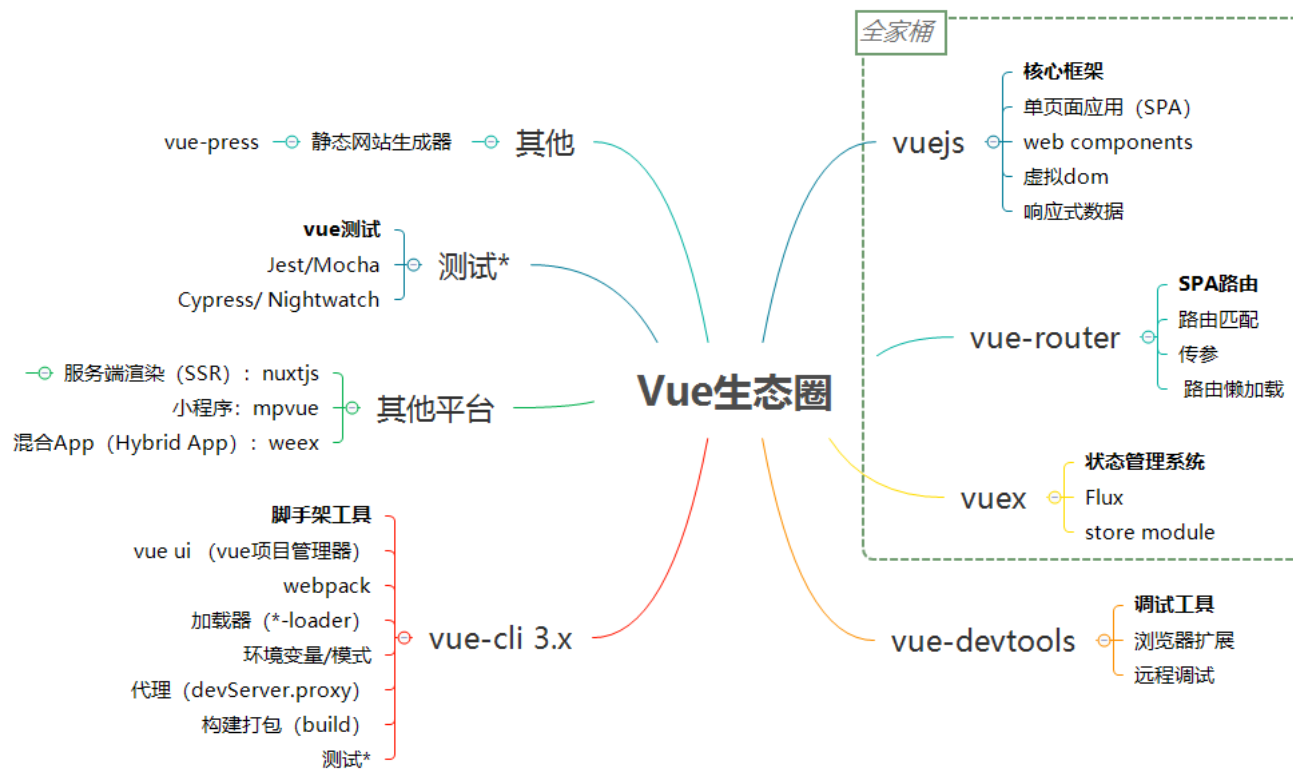 全家桶
Vue生态圈
vuejs
核心框架
单页面应用（SPA）
web components
虚拟dom
响应式数据
vue-router
SPA路由
路由匹配
传参
路由懒加载
vuex
状态管理系统
Flux
store module
vue-devtools
调试工具
浏览器扩展
远程调试
其他
静态网站生成器
vue-press
测试*
vue测试
Jest/Mocha
Cypress/ Nightwatch
其他平台
服务端渲染（SSR）：nuxtjs
小程序：mpvue
混合App（Hybrid App）：weex
vue-cli 3.x
脚手架工具
vue ui （vue项目管理器）
webpack
加载器（*-loader）
环境变量/模式
代理（devServer.proxy）
构建打包（build）
测试*